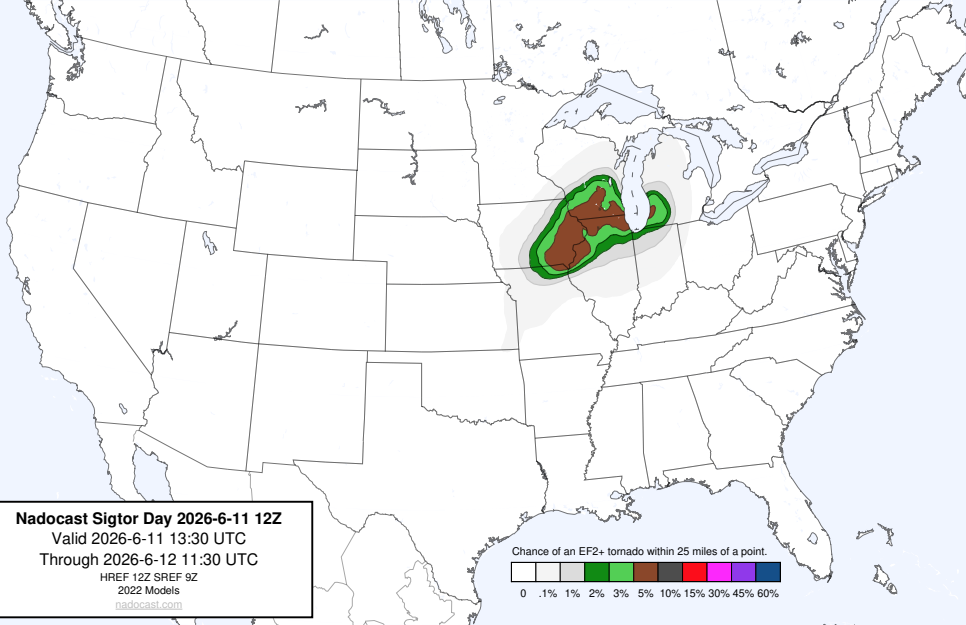 Nadocast Sigtor Day 2026-6-11 12Z
Valid 2026-6-11 13:30 UTC
Through 2026-6-12 11:30 UTC
HREF 12Z SREF 9Z
2022 Models
nadocast.com
Chance of an EF2+ tornado within 25 miles of a point.
0 .1% 1% 2% 3% 5% 10% 15% 30% 45% 60%